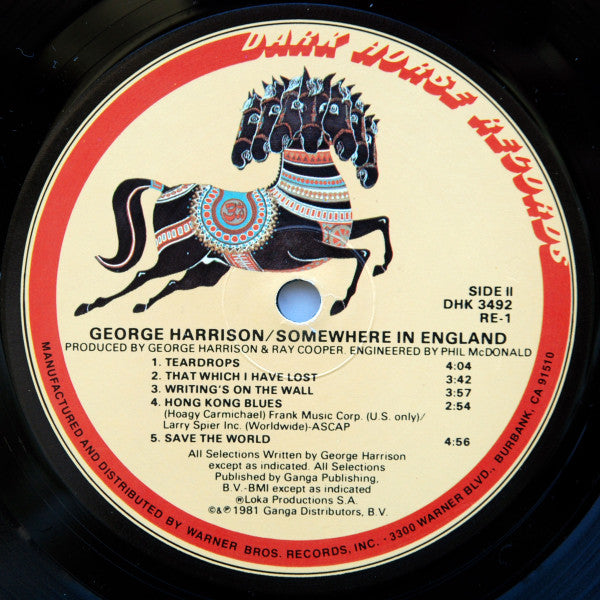 DARK HORSE RECORDS
SIDE II
DHK 3492
RE-1
GEORGE HARRISON/SOMEWHERE IN ENGLAND
PRODUCED BY GEORGE HARRISON & RAY COOPER. ENGINEERED BY PHIL McDONALD
1. TEARDROPS 4:04
2. THAT WHICH I HAVE LOST 3:42
3. WRITING'S ON THE WALL 3:57
4. HONG KONG BLUES 2:54
(Hoagy Carmichael) Frank Music Corp. (U.S. only)/
Larry Spier Inc. (Worldwide)-ASCAP
5. SAVE THE WORLD 4:56
All Selections Written by George Harrison
except as indicated. All Selections
Published by Ganga Publishing,
B.V.-BMI except as indicated
℗Loka Productions S.A.
©&℗1981 Ganga Distributors, B.V.
MANUFACTURED AND DISTRIBUTED BY WARNER BROS. RECORDS, INC. · 3300 WARNER BLVD., BURBANK, CA 91510